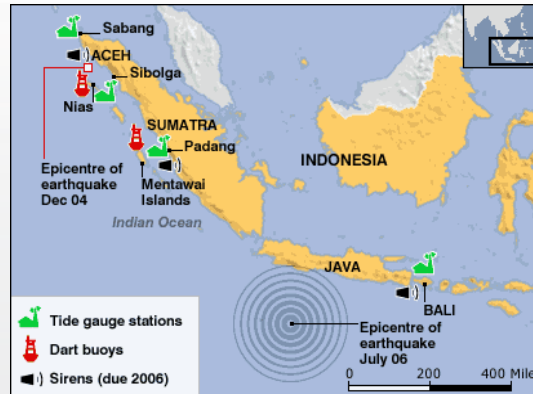 Sabang
ACEH
Sibolga
Nias
SUMATRA
Padang
INDONESIA
Epicentre of
earthquake
Dec 04
Mentawai
Islands
Indian Ocean
JAVA
BALI
Epicentre of
earthquake
July 06
Tide gauge stations
Dart buoys
Sirens (due 2006)
0 200 400 Mile